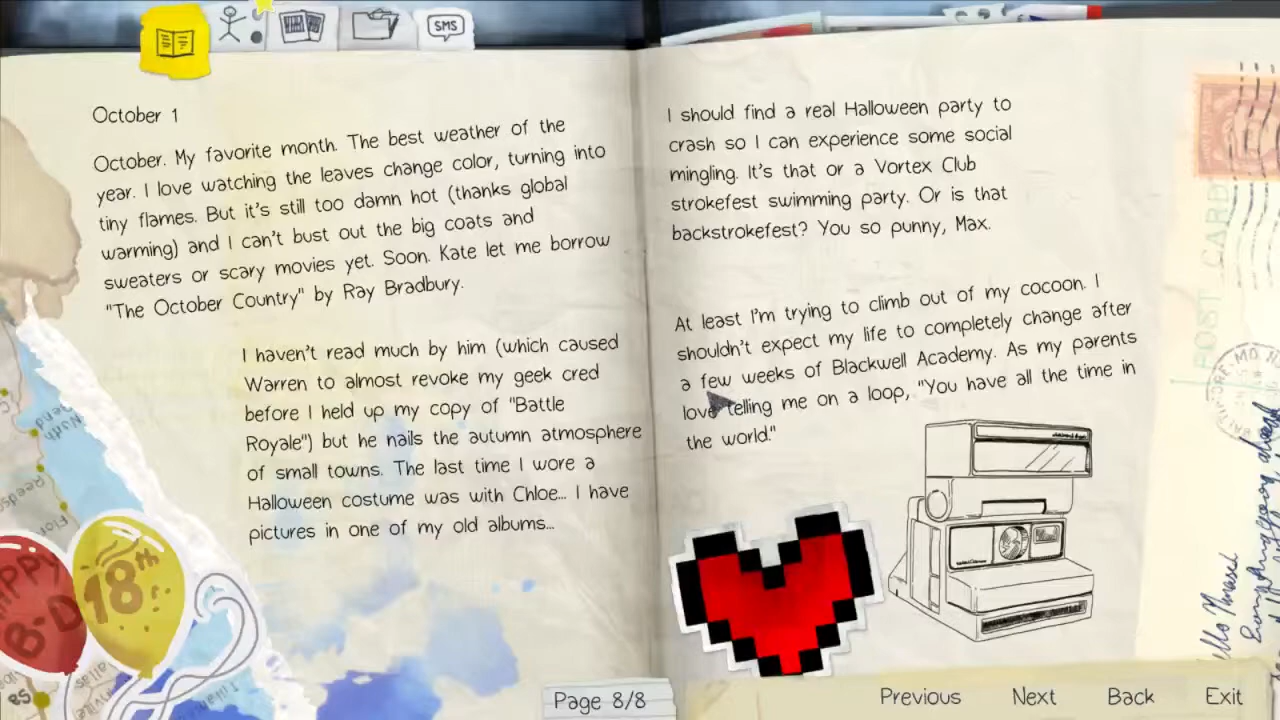 SMS
October 1
October. My favorite month. The best weather of the
year. I love watching the leaves change color, turning into
tiny flames. But it's still too damn hot (thanks global
warming) and I can't bust out the big coats and
sweaters or scary movies yet. Soon. Kate let me borrow
"The October Country" by Ray Bradbury.
I haven't read much by him (which caused
Warren to almost revoke my geek cred
before I held up my copy of "Battle
Royale") but he nails the autumn atmosphere
of small towns. The last time I wore a
Halloween costume was with Chloe... I have
pictures in one of my old albums...
I should find a real Halloween party to
crash so I can experience some social
mingling. It's that or a Vortex Club
strokefest swimming party. Or is that
backstrokefest? You so punny, Max.
At least I'm trying to climb out of my cocoon. I
shouldn't expect my life to completely change after
a few weeks of Blackwell Academy. As my parents
love telling me on a loop, "You have all the time in
the world."
18th
POST CARD
Page 8/8
Previous
Next
Back
Exit